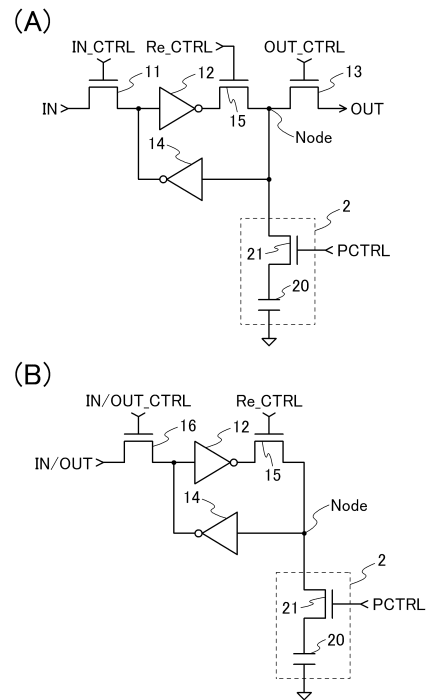 (A)
IN_CTRL Re_CTRL OUT_CTRL
11 12 13
IN OUT
15
Node
14
2
21 PCTRL
20
(B)
IN/OUT_CTRL Re_CTRL
16 12
IN/OUT
15
14
Node
2
21 PCTRL
20